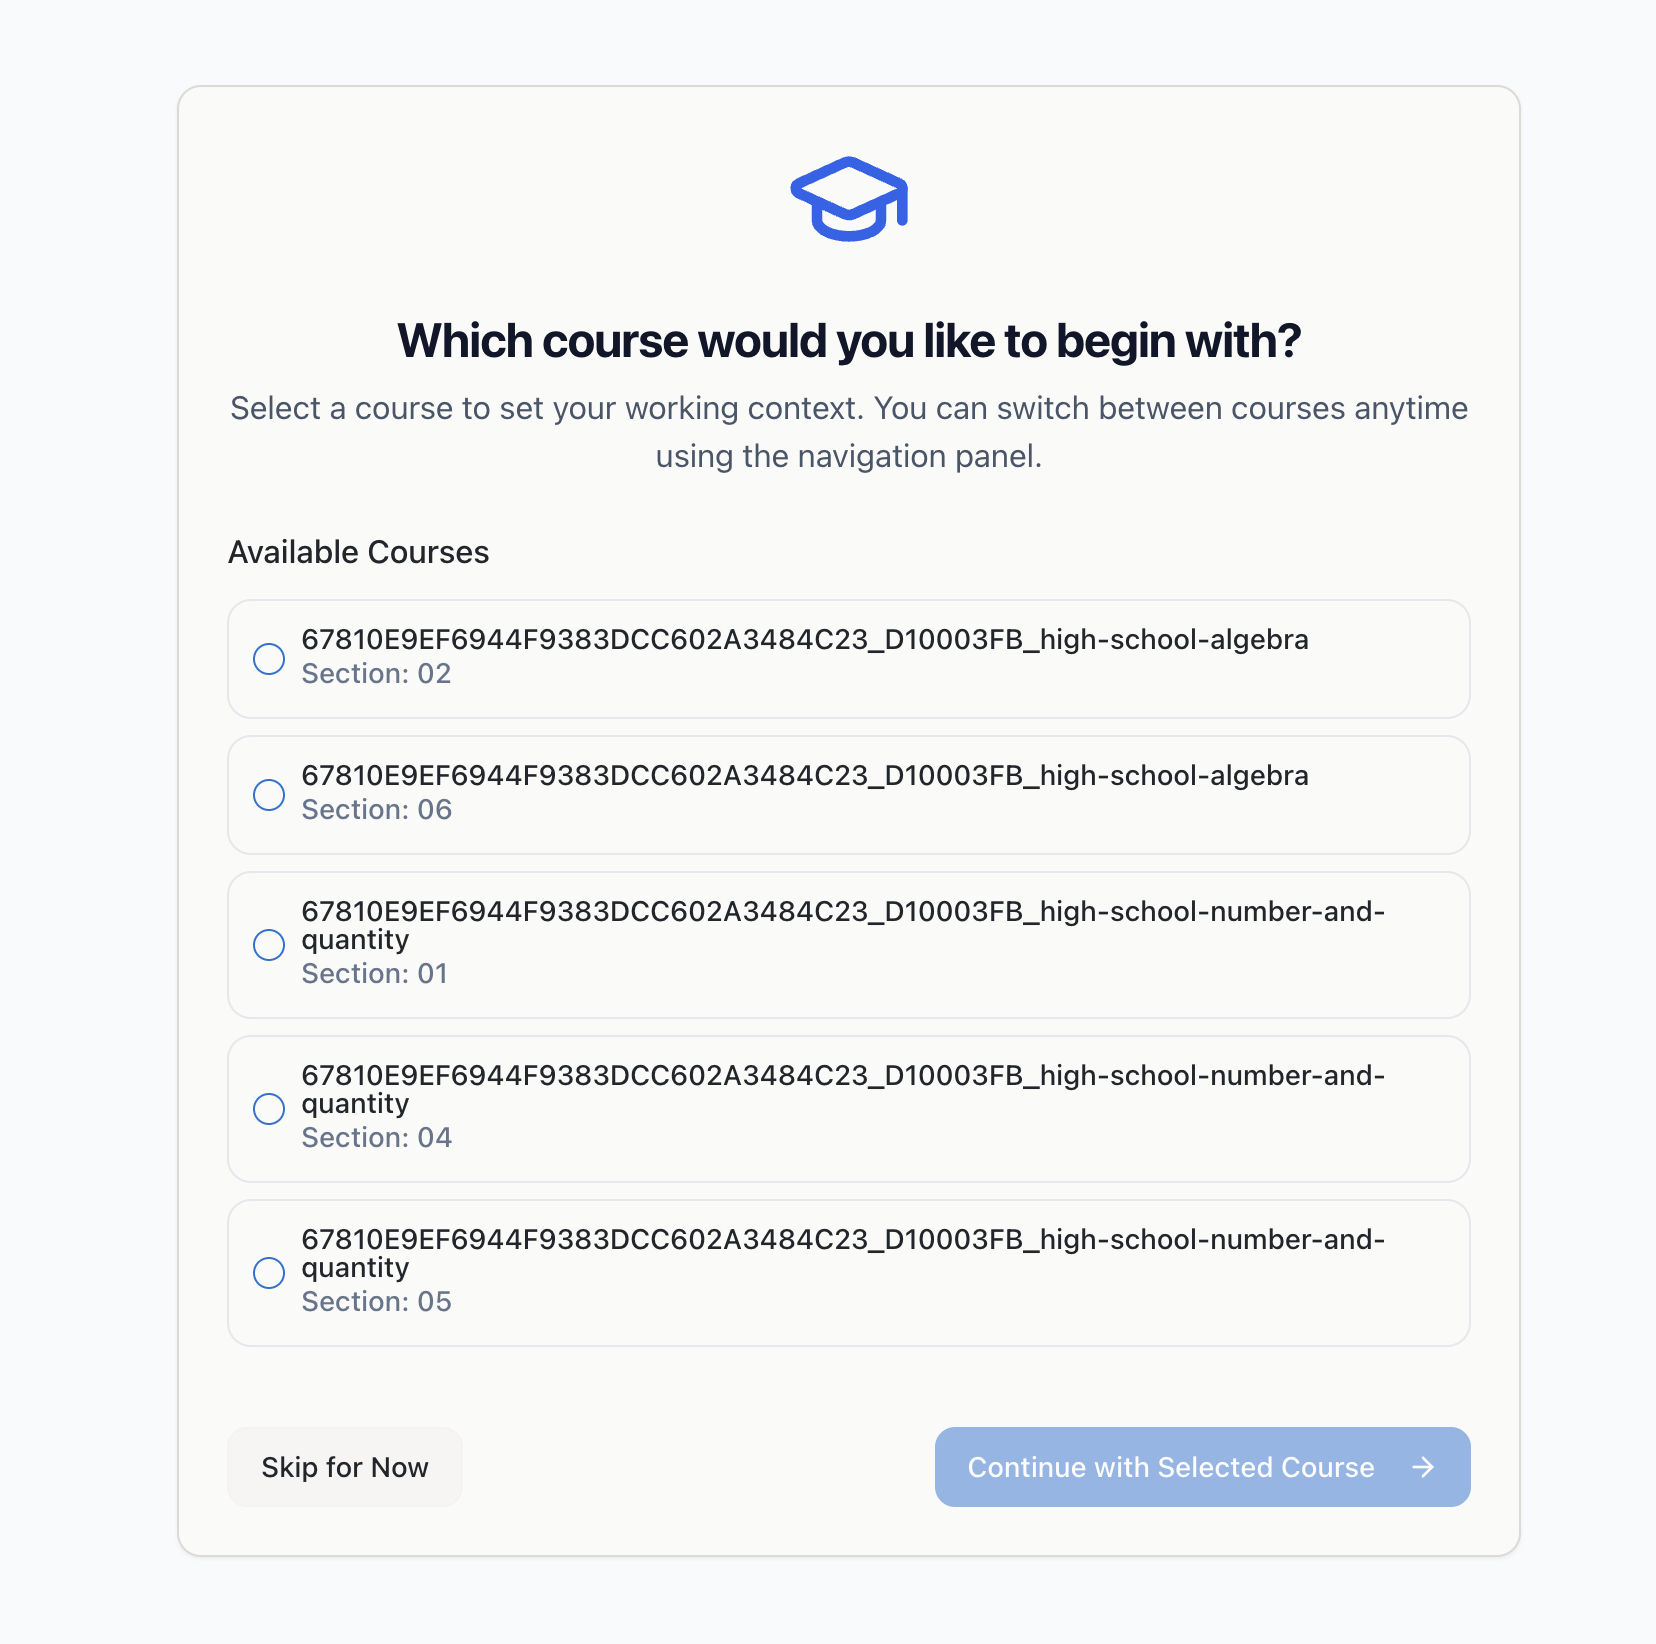 Which course would you like to begin with?
Select a course to set your working context. You can switch between courses anytime
using the navigation panel.
Available Courses
67810E9EF6944F9383DCC602A3484C23_D10003FB_high-school-algebra
Section: 02
67810E9EF6944F9383DCC602A3484C23_D10003FB_high-school-algebra
Section: 06
67810E9EF6944F9383DCC602A3484C23_D10003FB_high-school-number-and-
quantity
Section: 01
67810E9EF6944F9383DCC602A3484C23_D10003FB_high-school-number-and-
quantity
Section: 04
67810E9EF6944F9383DCC602A3484C23_D10003FB_high-school-number-and-
quantity
Section: 05
Skip for Now
Continue with Selected Course →